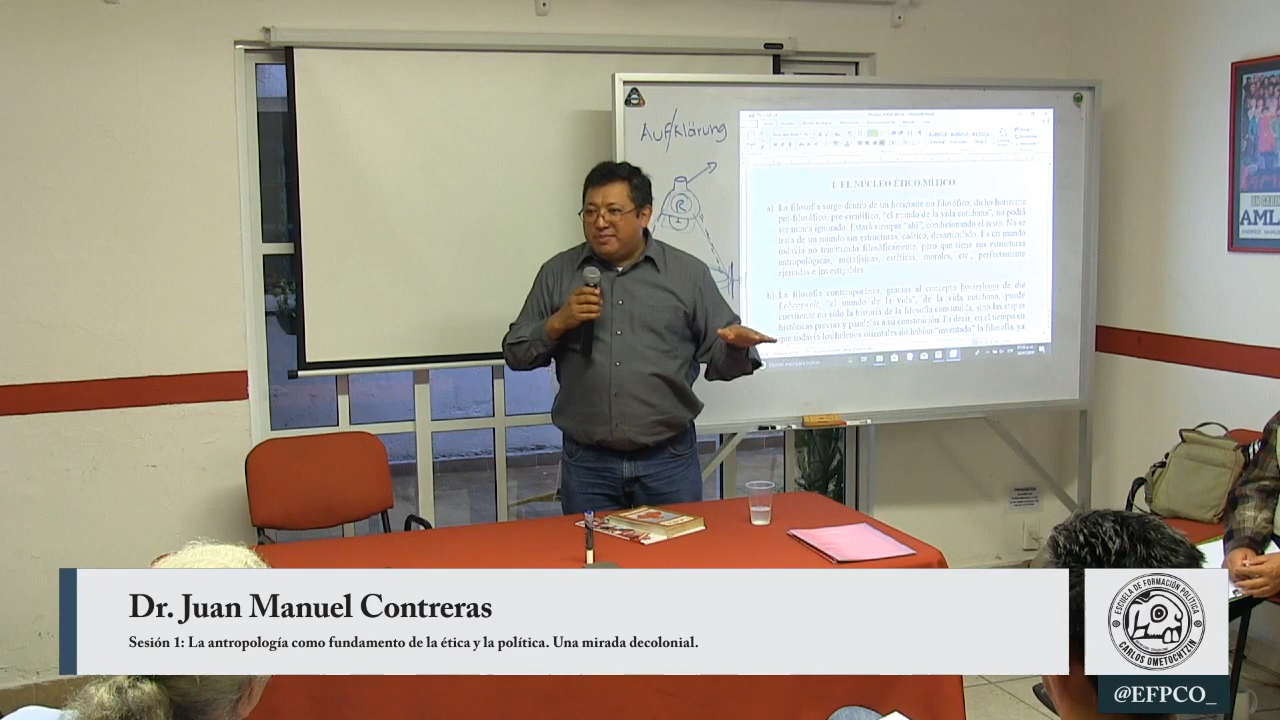 Auf/klärung
R
I. EL NÚCLEO ÉTICO-MÍTICO
a) La filosofía surge dentro de un horizonte no filosófico; dicho horizonte
pre-filosófico, pre-científico, "el mundo de la vida cotidiana", no podrá
ser nunca ignorado. Estará siempre "ahí", condicionando el resto. No se
trata de un mundo sin estructuras, caótico, desarticulado. Es un mundo
todavía no tematizado filosóficamente, pero que tiene sus estructuras
antropológicas, metafísicas, estéticas, morales, etc., perfectamente
ejercidas e investigables.
b) La filosofía contemporánea, gracias al concepto husserliano de die
Lebenswelt, "el mundo de la vida", de la vida cotidiana, puede
cuestionar no sólo la historia de la filosofía constituida, sino las etapas
históricas previas y paralelas a su constitución. Es decir, en el tiempo en
que todavía los helenos orientales no habían "inventado" la filosofía, ya
AMLO
Dr. Juan Manuel Contreras
Sesión 1: La antropología como fundamento de la ética y la política. Una mirada decolonial.
ESCUELA DE FORMACIÓN POLÍTICA
CARLOS OMETOCHTZIN
@EFPCO_